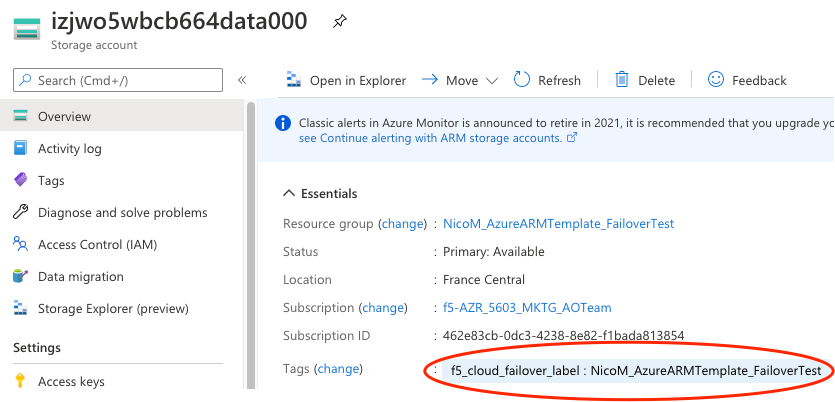 izjwo5wbcb664data000
Storage account
Search (Cmd+/)
«
Open in Explorer
Move
Refresh
Delete
Feedback
Overview
Activity log
Tags
Diagnose and solve problems
Access Control (IAM)
Data migration
Storage Explorer (preview)
Settings
Access keys
Classic alerts in Azure Monitor is announced to retire in 2021, it is recommended that you upgrade yo
see Continue alerting with ARM storage accounts.
Essentials
Resource group (change) : NicoM_AzureARMTemplate_FailoverTest
Status : Primary: Available
Location : France Central
Subscription (change) : f5-AZR_5603_MKTG_AOTeam
Subscription ID : 462e83cb-0dc3-4238-8e82-f1bada813854
Tags (change) : f5_cloud_failover_label : NicoM_AzureARMTemplate_FailoverTest